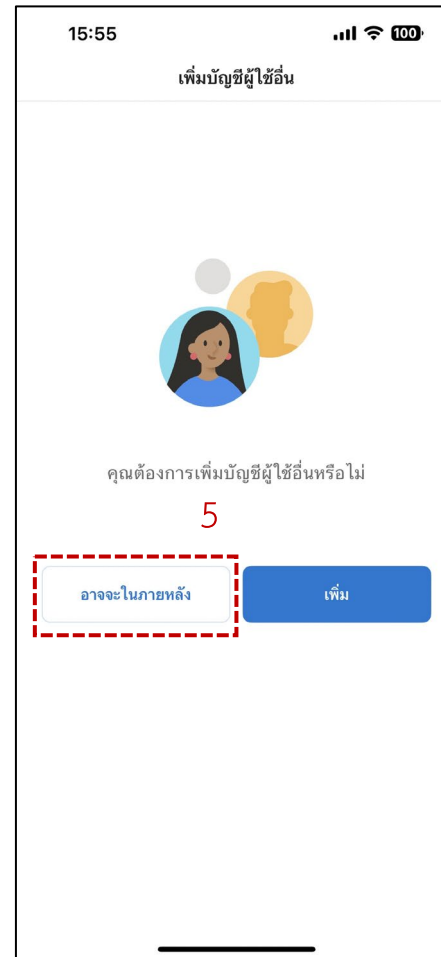 15:55
100
เพิ่มบัญชีผู้ใช้อื่น
คุณต้องการเพิ่มบัญชีผู้ใช้อื่นหรือไม่
5
อาจจะในภายหลัง
เพิ่ม